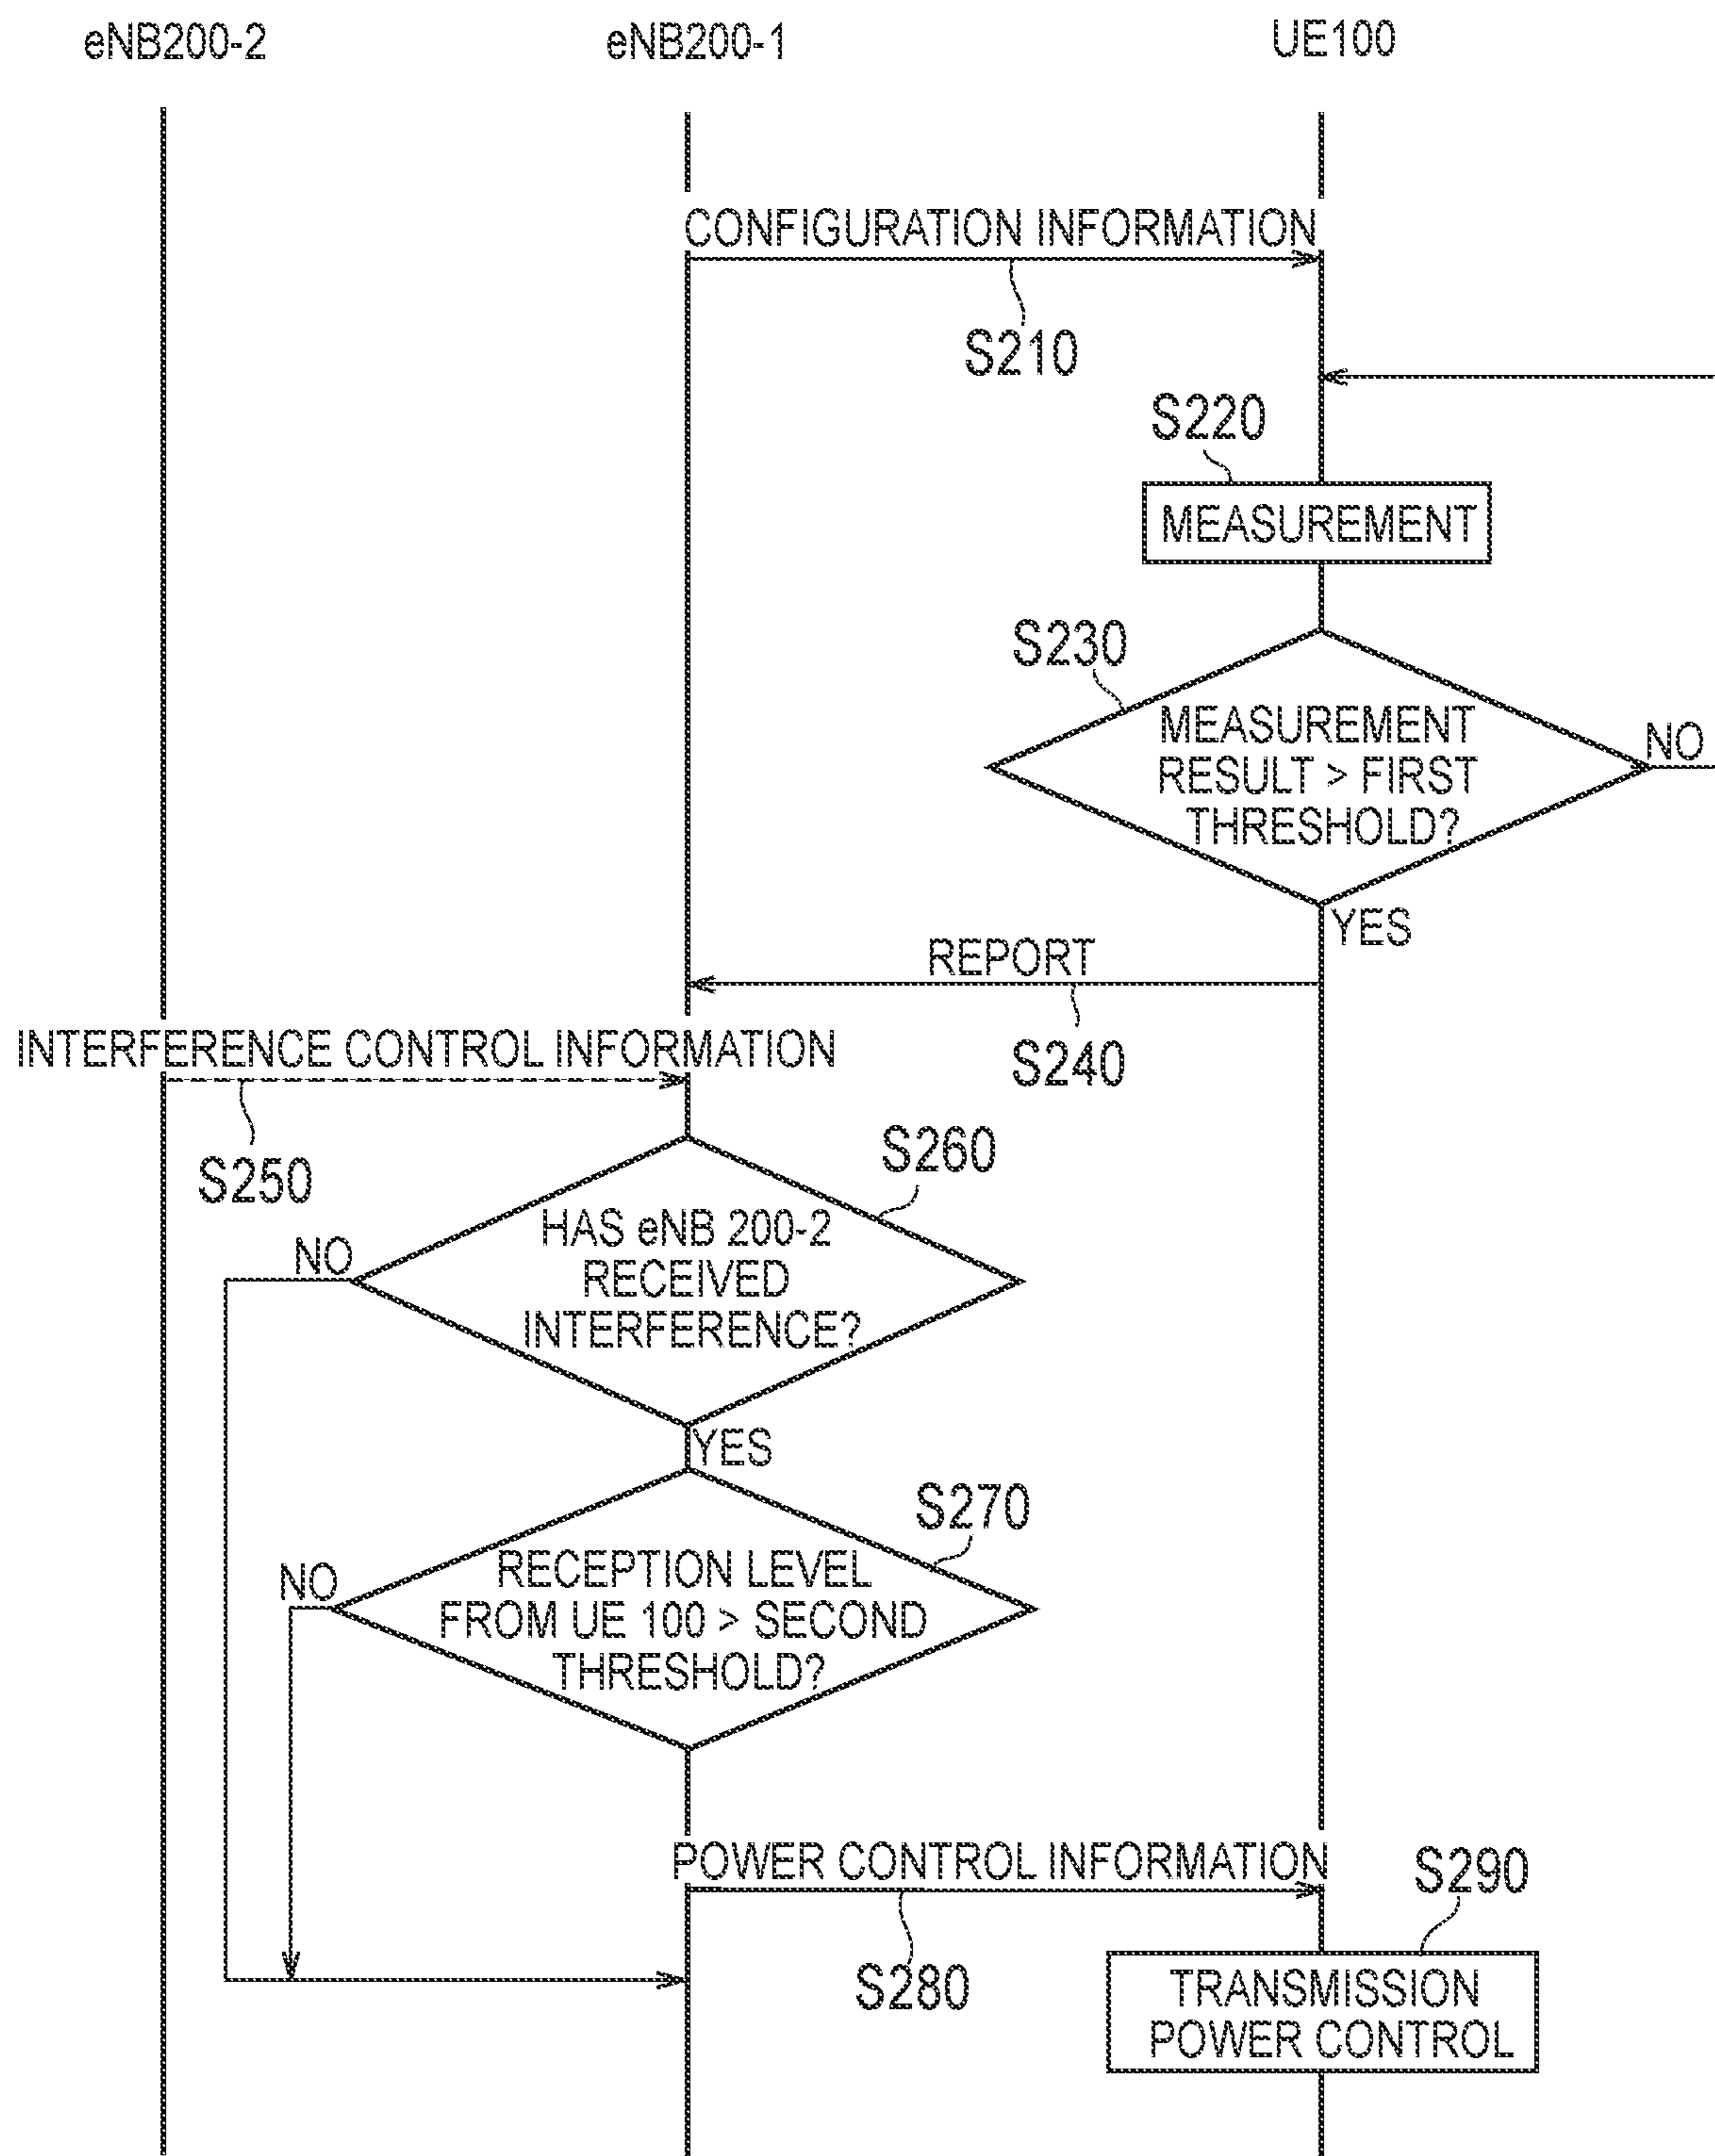 eNB200-2
eNB200-1
UE100
CONFIGURATION INFORMATION
S210
S220
MEASUREMENT
S230
MEASUREMENT
RESULT > FIRST
THRESHOLD?
NO
YES
REPORT
S240
INTERFERENCE CONTROL INFORMATION
S250
S260
HAS eNB 200-2
RECEIVED
INTERFERENCE?
NO
YES
S270
RECEPTION LEVEL
FROM UE 100 > SECOND
THRESHOLD?
NO
POWER CONTROL INFORMATION
S280
S290
TRANSMISSION
POWER CONTROL